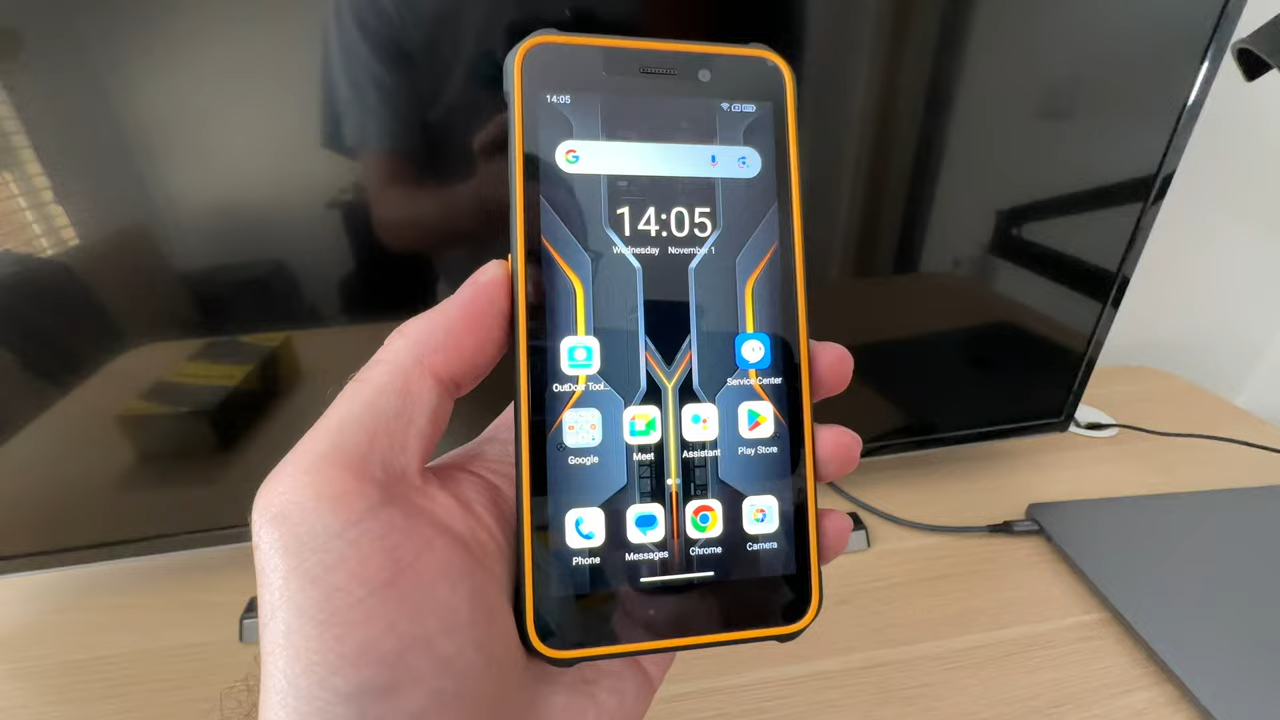 14:05
14:05
Wednesday November 1
OutDoor Tool...
Service Center
Google
Meet
Assistant
Play Store
Phone
Messages
Chrome
Camera